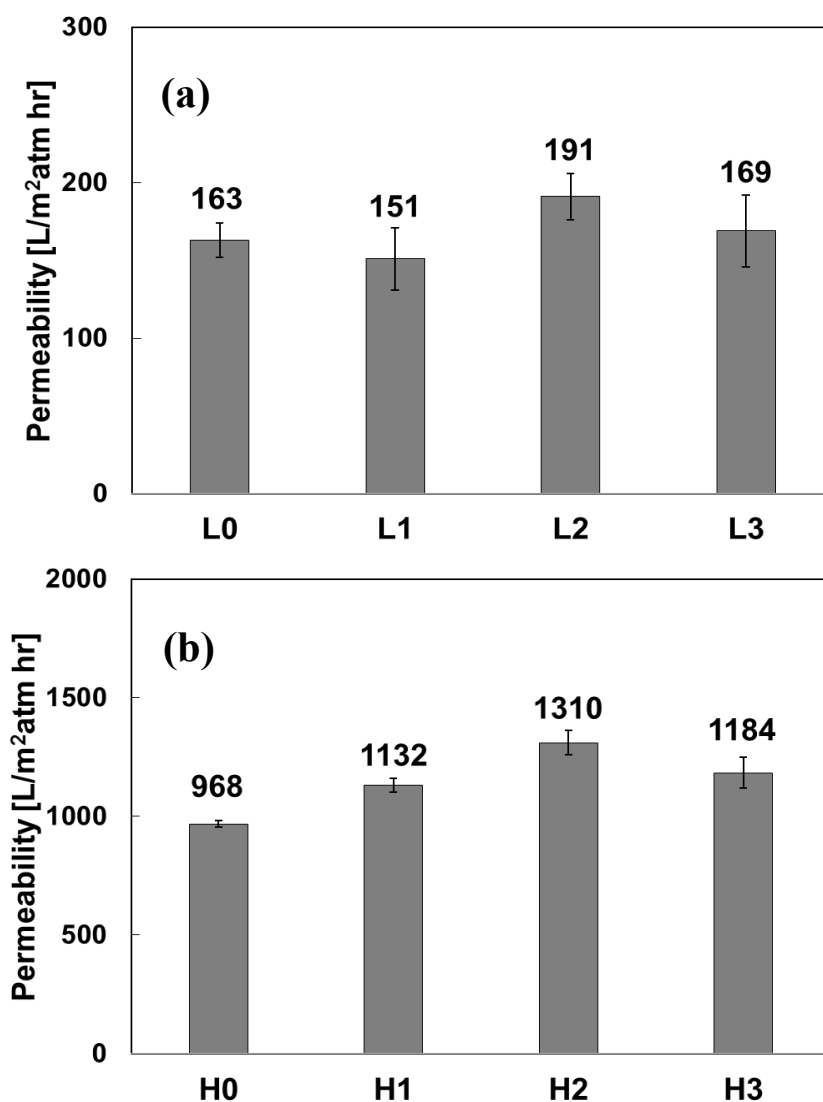 300
(a)
191
200
163
169
151
Permeability [L/m²atm hr]
100
0
L0 L1 L2 L3
2000
(b)
1500
1310
1132
1184
968
1000
Permeability [L/m²atm hr]
500
0
H0 H1 H2 H3